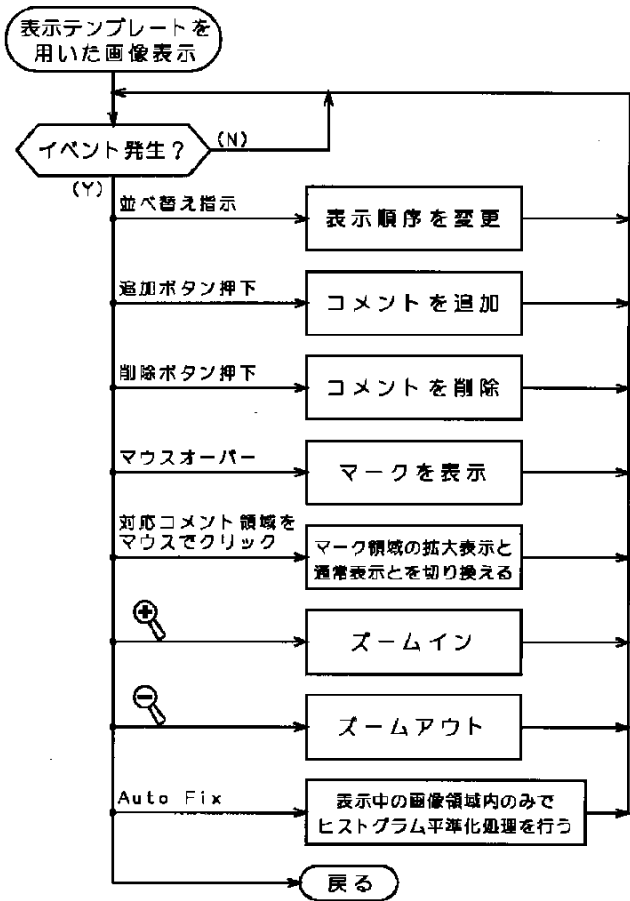 表示テンプレートを
用いた画像表示
イベント発生？
(N)
(Y)
並べ替え指示
表示順序を変更
追加ボタン押下
コメントを追加
削除ボタン押下
コメントを削除
マウスオーバー
マークを表示
対応コメント領域を
マウスでクリック
マーク領域の拡大表示と
通常表示とを切り換える
ズームイン
ズームアウト
Auto Fix
表示中の画像領域内のみで
ヒストグラム平準化処理を行う
戻る